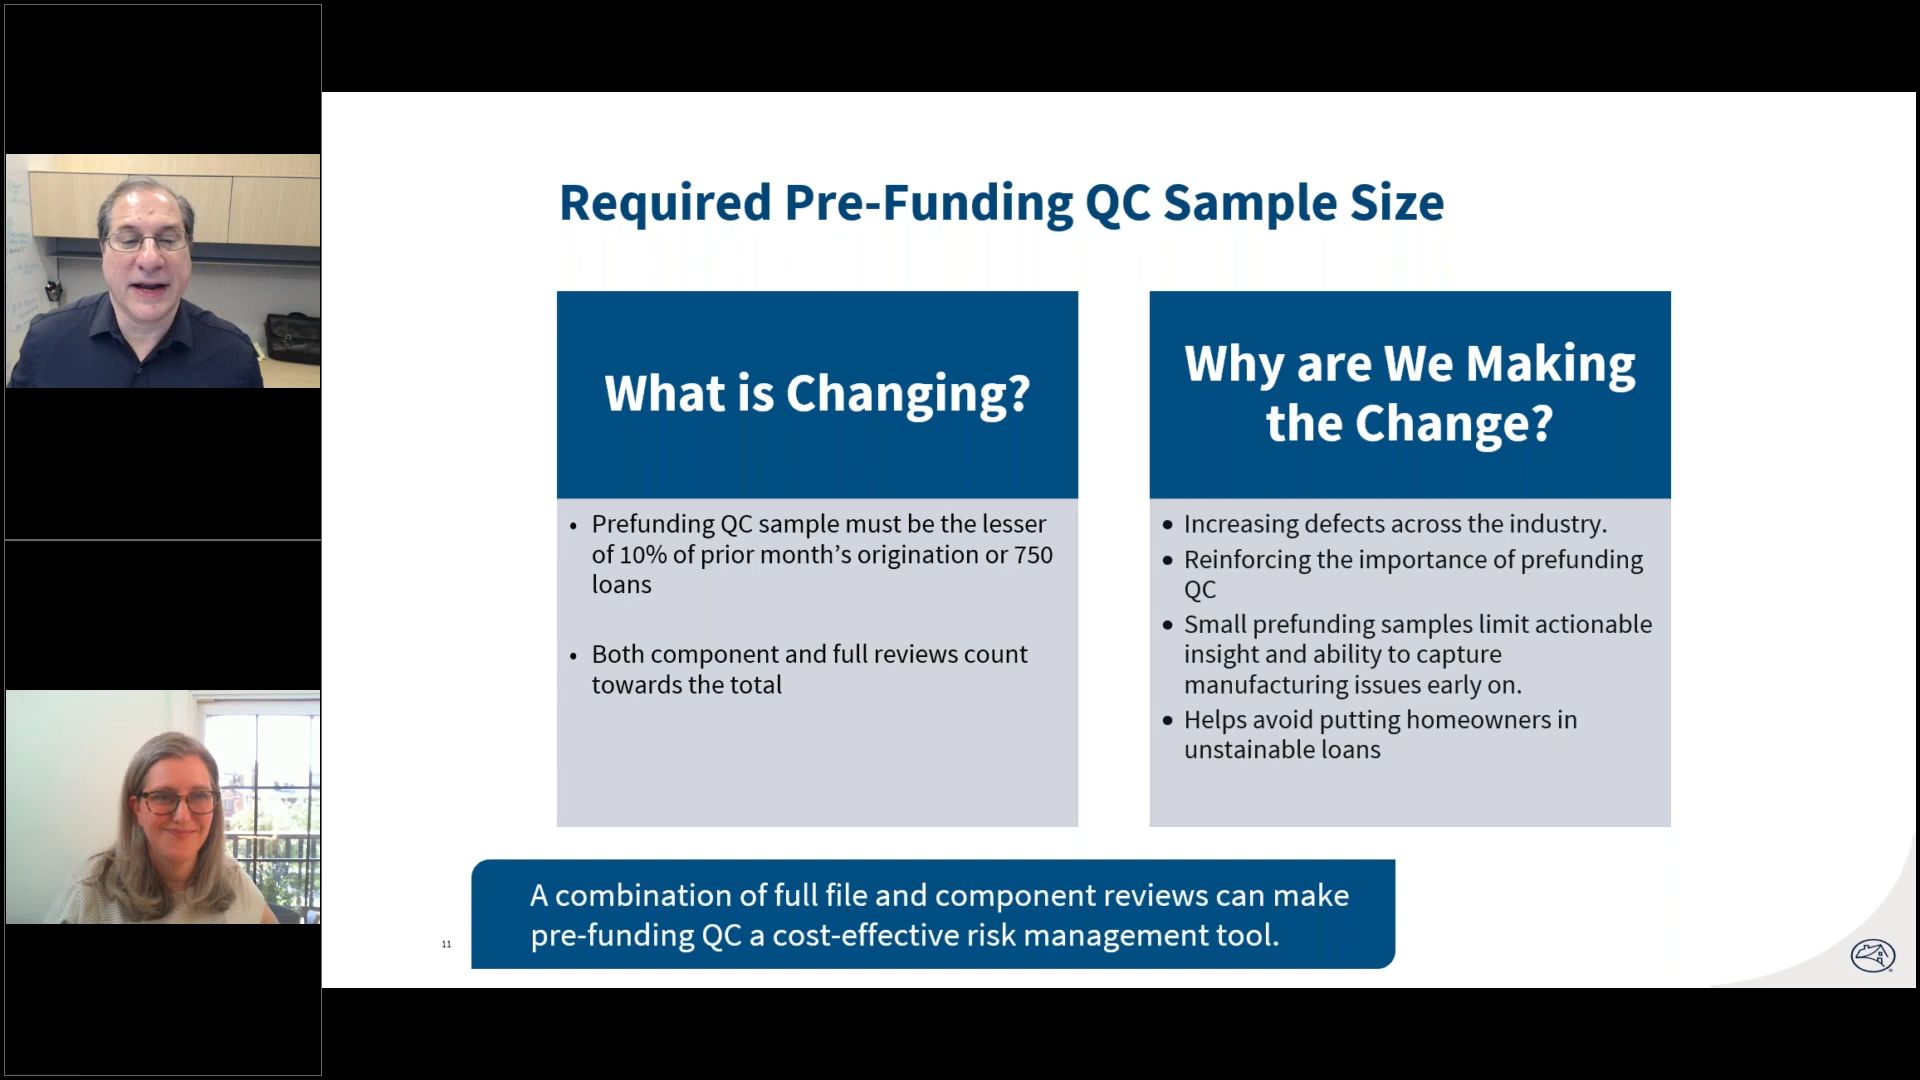 Required Pre-Funding QC Sample Size
What is Changing?
• Prefunding QC sample must be the lesser
of 10% of prior month’s origination or 750
loans
• Both component and full reviews count
towards the total
Why are We Making
the Change?
• Increasing defects across the industry.
• Reinforcing the importance of prefunding
QC
• Small prefunding samples limit actionable
insight and ability to capture
manufacturing issues early on.
• Helps avoid putting homeowners in
unstainable loans
A combination of full file and component reviews can make
pre-funding QC a cost-effective risk management tool.
11